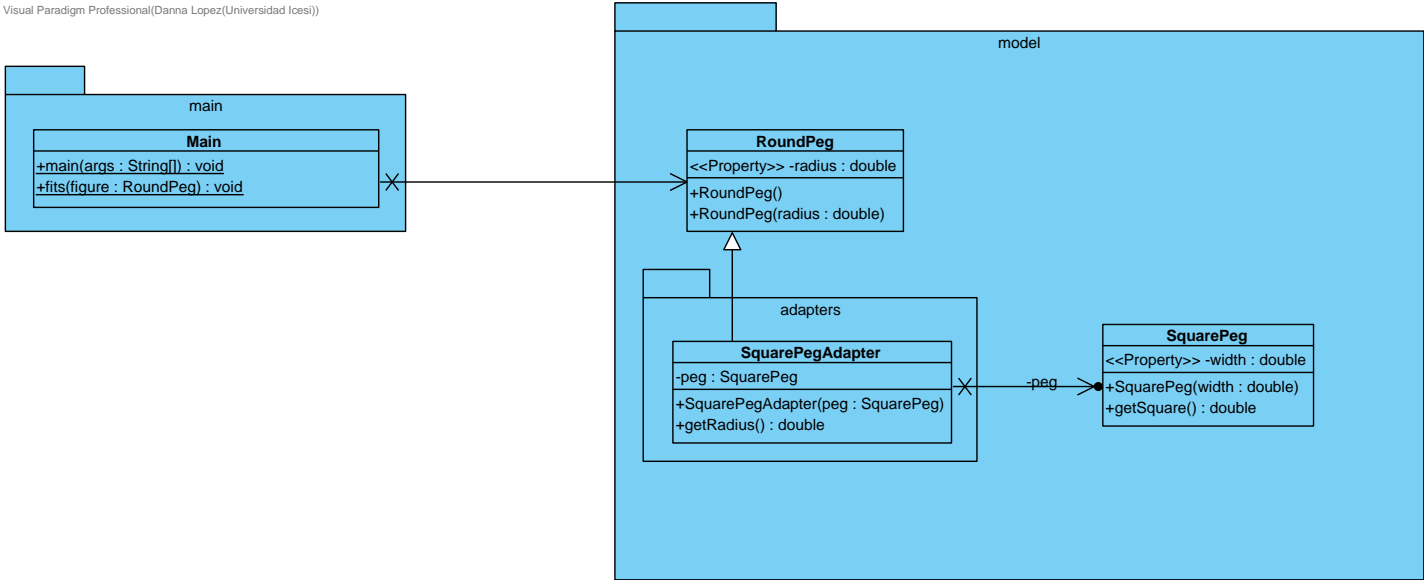 Visual Paradigm Professional(Danna Lopez(Universidad Icesi))
model
main
Main
+main(args : String[]) : void
+fits(figure : RoundPeg) : void
RoundPeg
<<Property>> -radius : double
+RoundPeg()
+RoundPeg(radius : double)
adapters
SquarePegAdapter
-peg : SquarePeg
+SquarePegAdapter(peg : SquarePeg)
+getRadius() : double
-peg
SquarePeg
<<Property>> -width : double
+SquarePeg(width : double)
+getSquare() : double